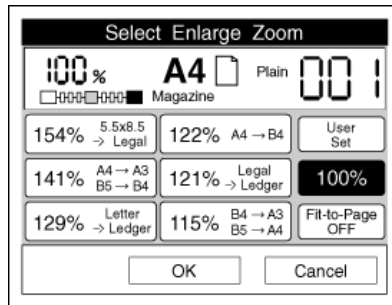 Select Enlarge Zoom
100 % A4 Plain 001
Magazine
154% 5.5x8.5 → Legal
122% A4 → B4
User Set
141% A4 → A3 B5 → B4
121% Legal → Ledger
100%
129% Letter → Ledger
115% B4 → A3 B5 → A4
Fit-to-Page OFF
OK Cancel